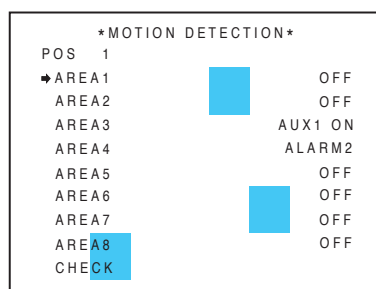 *MOTION DETECTION*
POS 1
➡AREA1 OFF
AREA2 OFF
AREA3 AUX1 ON
AREA4 ALARM2
AREA5 OFF
AREA6 OFF
AREA7 OFF
AREA8 OFF
CHECK